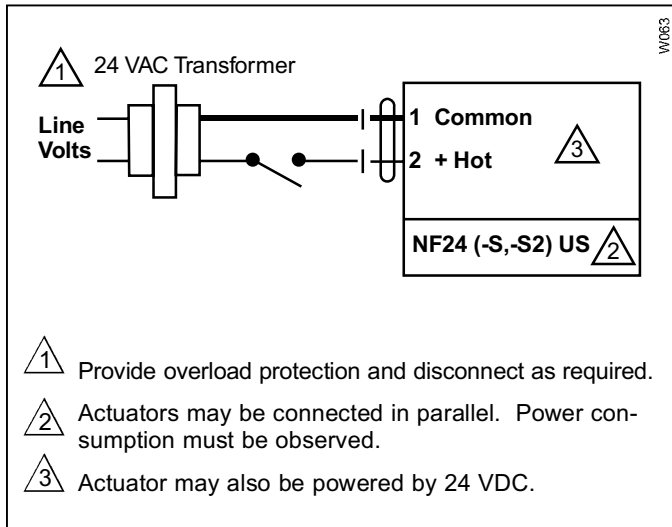 W063
1 24 VAC Transformer
Line
Volts
1 Common
2 + Hot
3
NF24 (-S,-S2) US 2
1 Provide overload protection and disconnect as required.
2 Actuators may be connected in parallel. Power con-
sumption must be observed.
3 Actuator may also be powered by 24 VDC.